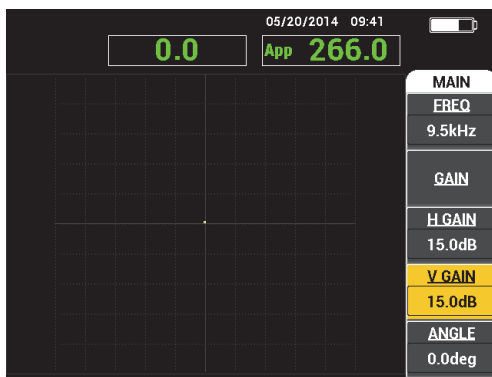 05/20/2014 09:41
0.0
App 266.0
MAIN
FREQ
9.5kHz
GAIN
H GAIN
15.0dB
V GAIN
15.0dB
ANGLE
0.0deg